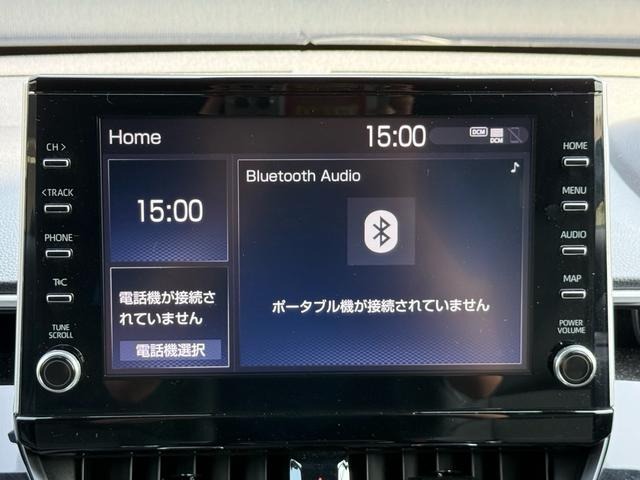 Home
15:00
DCM
DCM
15:00
電話機が接続さ
れていません
電話機選択
Bluetooth Audio
ポータブル機が接続されていません
CH >
<TRACK
PHONE
TUNE
SCROLL
HOME
MENU
AUDIO
MAP
POWER
VOLUME